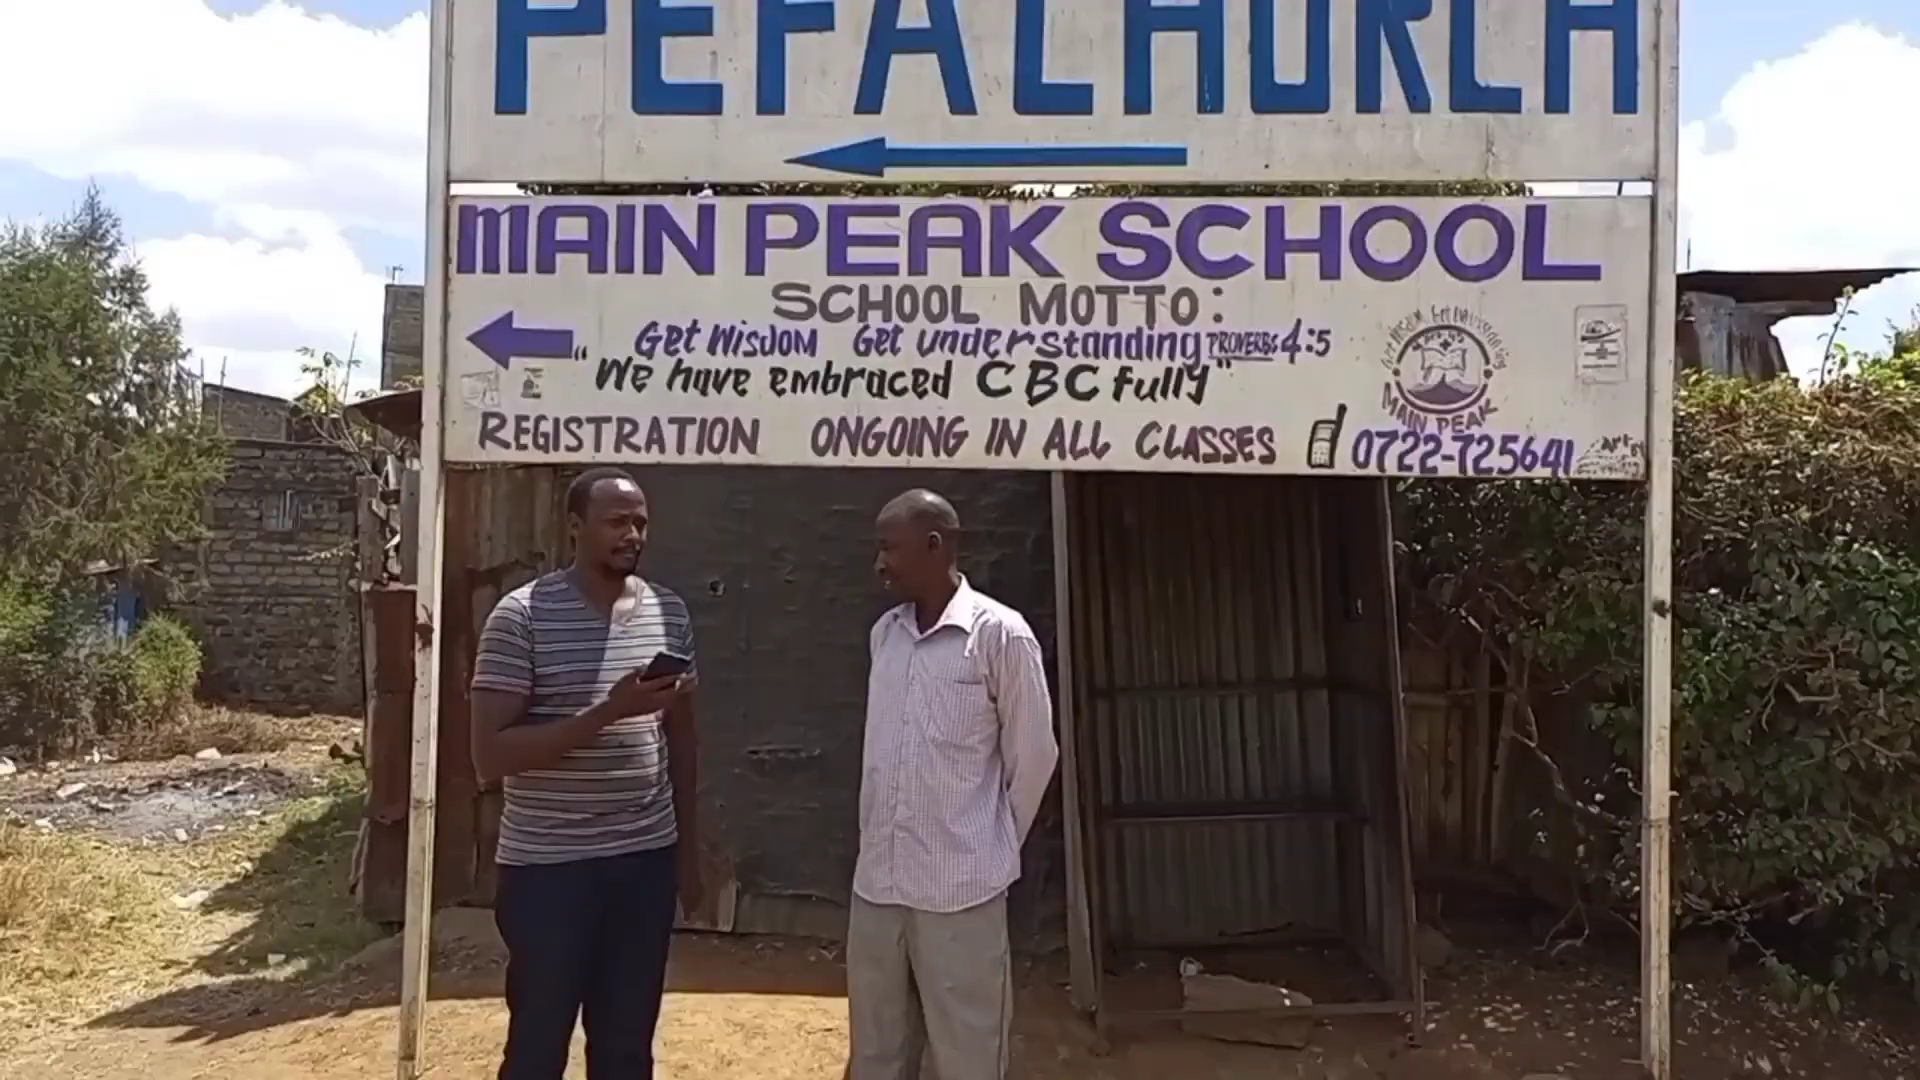 PEFA CHURCH
MAIN PEAK SCHOOL
SCHOOL MOTTO:
Get Wisdom Get understanding PROVERBS 4:5
"We have embraced CBC fully"
REGISTRATION ONGOING IN ALL CLASSES 0722-725641
MAIN PEAK